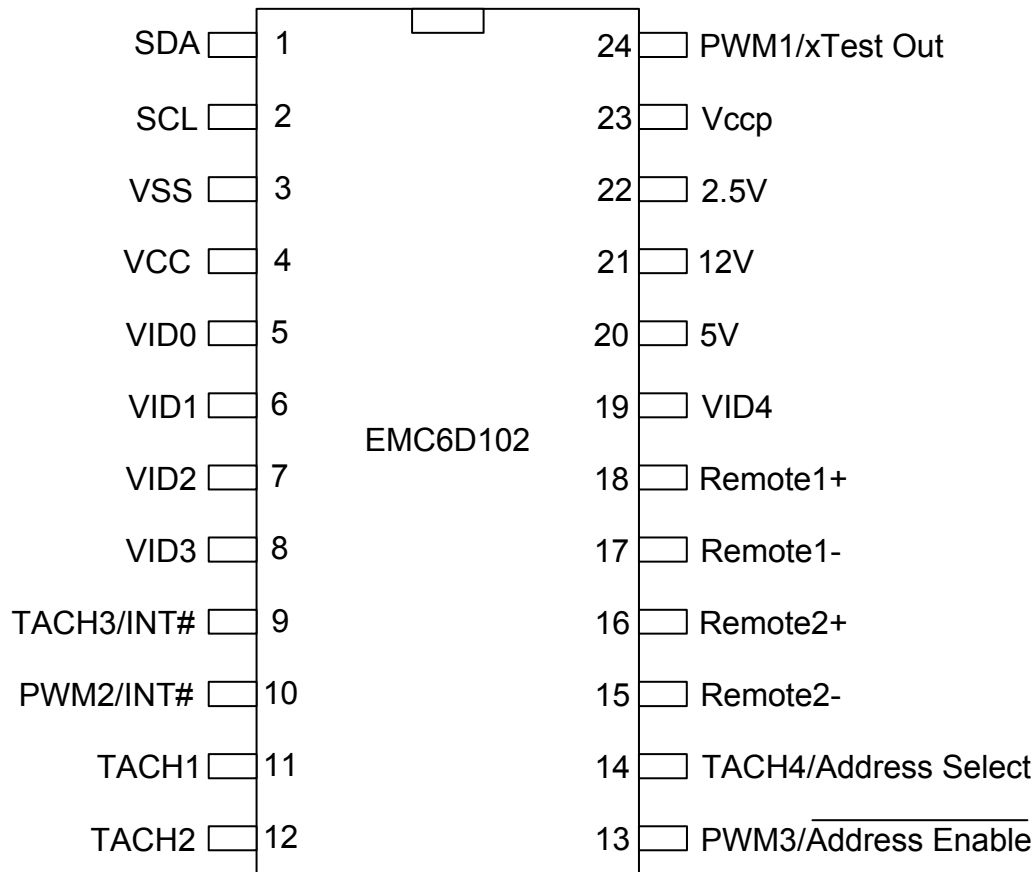 SDA 1 24 PWM1/xTest Out
SCL 2 23 Vccp
VSS 3 22 2.5V
VCC 4 21 12V
VID0 5 20 5V
VID1 6 19 VID4
EMC6D102
VID2 7 18 Remote1+
VID3 8 17 Remote1-
TACH3/INT# 9 16 Remote2+
PWM2/INT# 10 15 Remote2-
TACH1 11 14 TACH4/Address Select
TACH2 12 13 PWM3/Address Enable